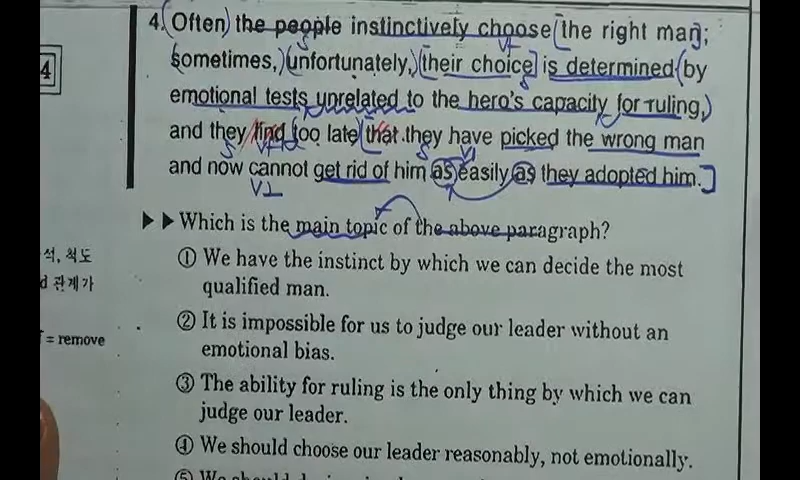 4. Often the people instinctively choose the right man;
sometimes, unfortunately, their choice is determined by
emotional tests unrelated to the hero's capacity for ruling,
and they find too late that they have picked the wrong man
and now cannot get rid of him as easily as they adopted him.
▶▶ Which is the main topic of the above paragraph?
① We have the instinct by which we can decide the most
qualified man.
② It is impossible for us to judge our leader without an
emotional bias.
③ The ability for ruling is the only thing by which we can
judge our leader.
④ We should choose our leader reasonably, not emotionally.
⑤ We should
4
석, 척도
d 관계가
= remove
S
V1
S
S
V1
S
V2